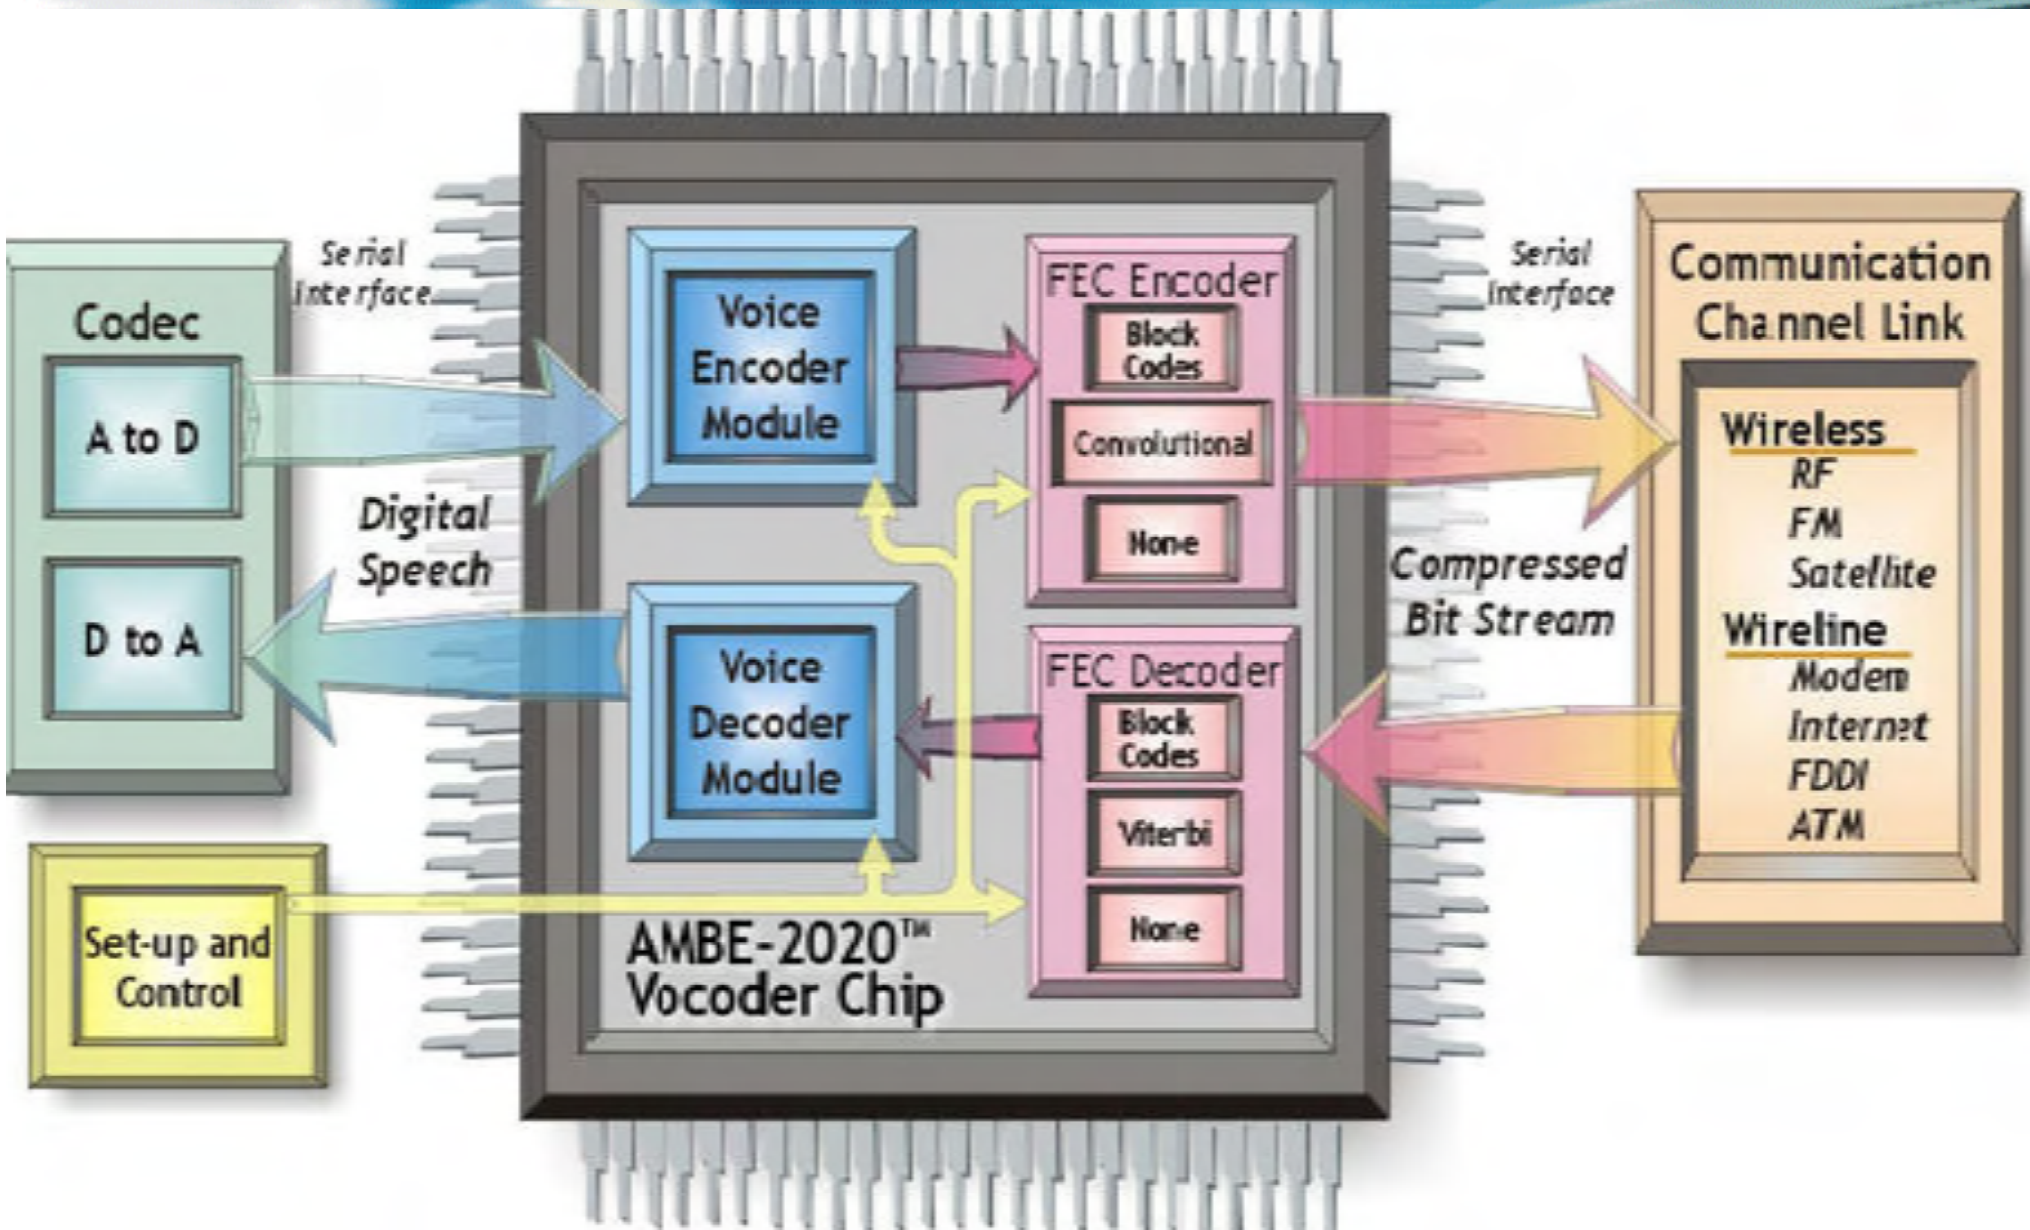 Codec
A to D
D to A
Serial
Interface
Digital
Speech
Set-up and
Control
Voice
Encoder
Module
Voice
Decoder
Module
AMBE-2020™
Vocoder Chip
FEC Encoder
Block
Codes
Convolutional
None
FEC Decoder
Block
Codes
Viterbi
None
Serial
Interface
Compressed
Bit Stream
Communication
Channel Link
Wireless
RF
FM
Satellite
Wireline
Modem
Internet
FDDI
ATM